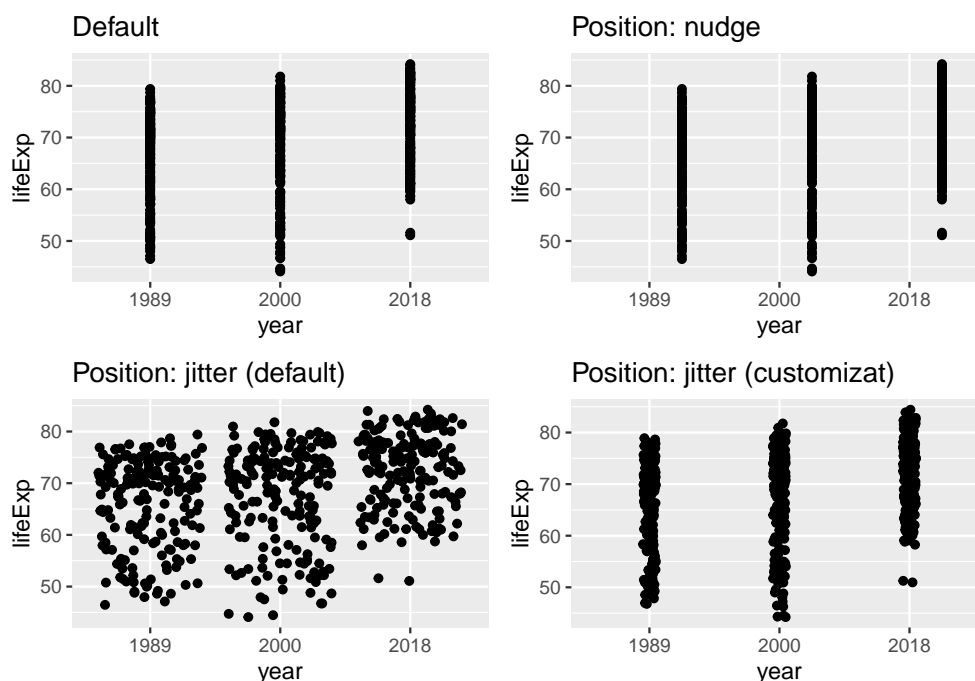 Default
80
70
60
50
lifeExp
1989 2000 2018
year
Position: nudge
80
70
60
50
lifeExp
1989 2000 2018
year
Position: jitter (default)
80
70
60
50
lifeExp
1989 2000 2018
year
Position: jitter (customizat)
80
70
60
50
lifeExp
1989 2000 2018
year